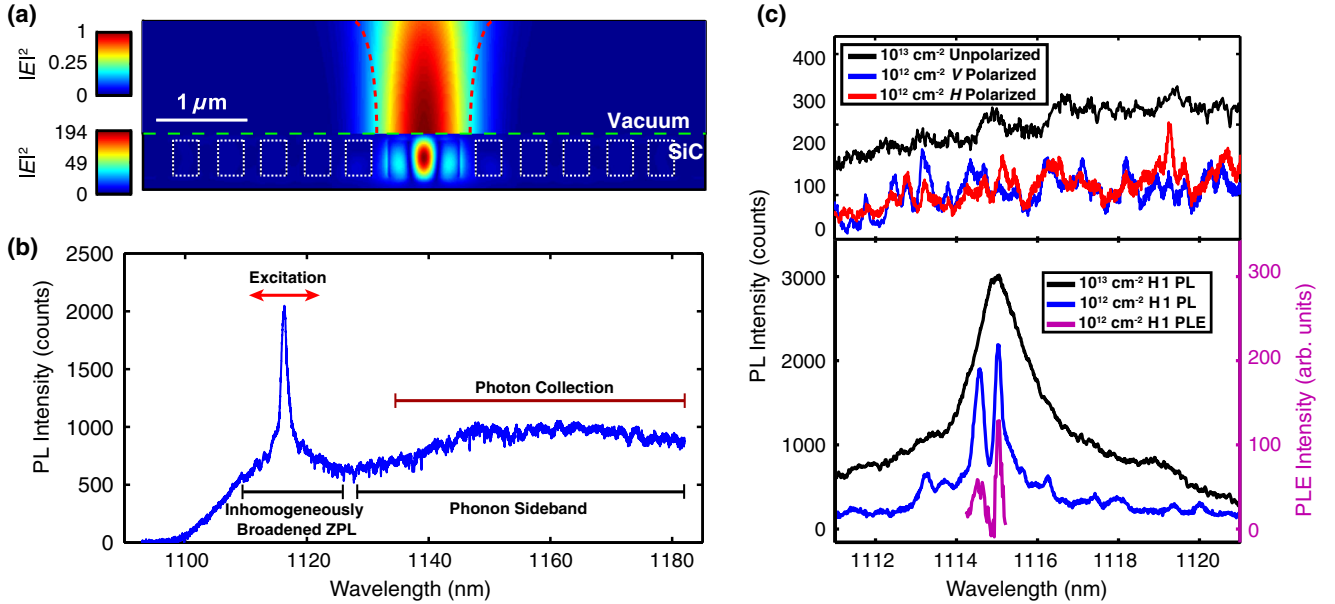 (a)
1
|E|²
0.25
0
1 μm
Vacuum
SiC
194
|E|²
49
0
(b)
2500
2000
1500
1000
500
0
PL Intensity (counts)
Excitation
Photon Collection
Inhomogeneously
Broadened ZPL
Phonon Sideband
1100
1120
1140
1160
1180
Wavelength (nm)
(c)
400
300
200
100
0
10¹³ cm⁻² Unpolarized
10¹² cm⁻² V Polarized
10¹² cm⁻² H Polarized
PL Intensity (counts)
3000
2000
1000
0
10¹³ cm⁻² H1 PL
10¹² cm⁻² H1 PL
10¹² cm⁻² H1 PLE
300
200
100
0
PLE Intensity (arb. units)
1112
1114
1116
1118
1120
Wavelength (nm)